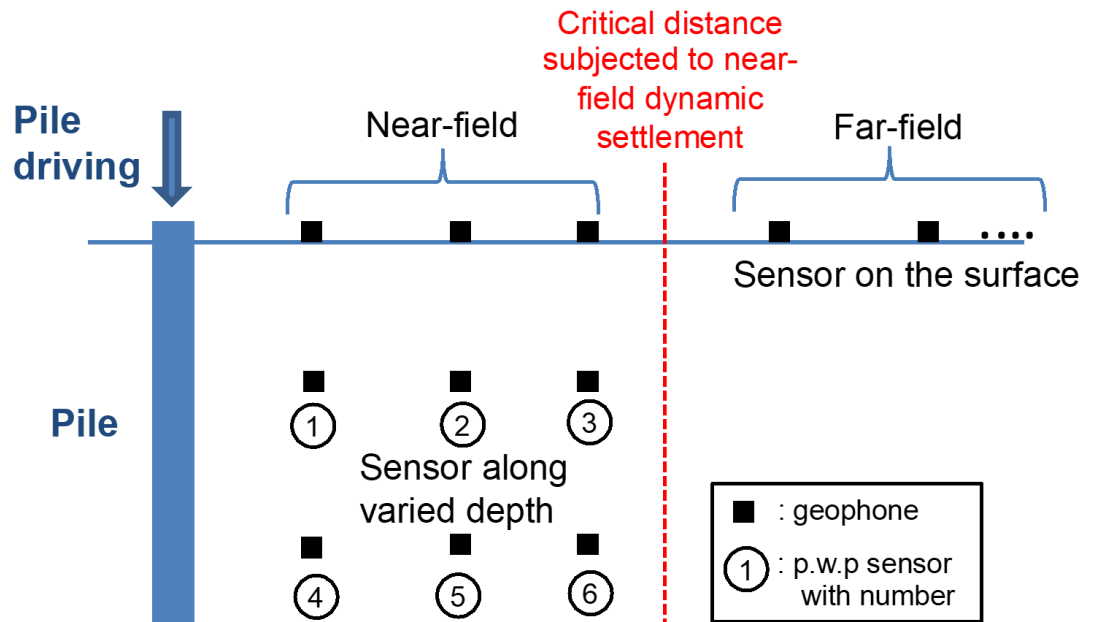 Critical distance
subjected to near-
field dynamic
settlement
Pile
driving
Near-field
Far-field
....
Sensor on the surface
Pile
1
2
3
Sensor along
varied depth
4
5
6
: geophone
1
: p.w.p sensor
with number